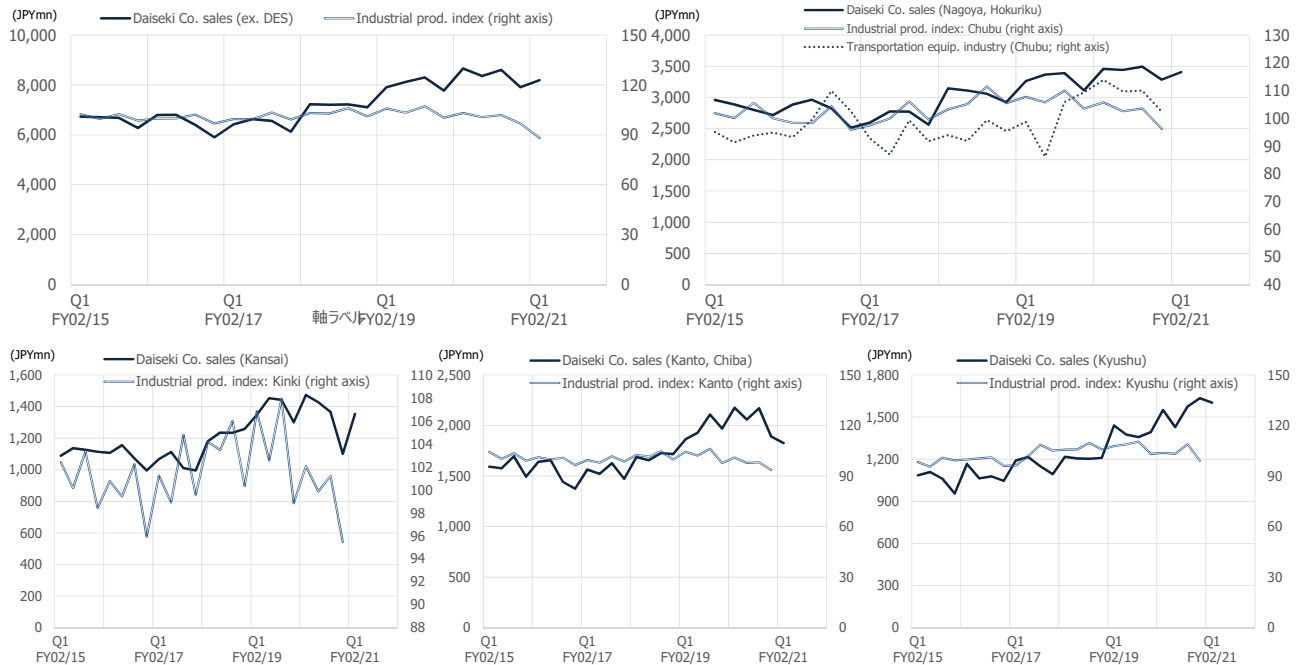 (JPYmn)
Daiseki Co. sales (ex. DES)
Industrial prod. index (right axis)
10,000
8,000
6,000
4,000
2,000
0
150
120
90
60
30
0
Q1
FY02/15
Q1
FY02/17
軸ラベル
Q1
FY02/19
Q1
FY02/21
(JPYmn)
Daiseki Co. sales (Nagoya, Hokuriku)
Industrial prod. index: Chubu (right axis)
Transportation equip. industry (Chubu; right axis)
4,000
3,500
3,000
2,500
2,000
1,500
1,000
500
0
130
120
110
100
90
80
70
60
50
40
Q1
FY02/15
Q1
FY02/17
Q1
FY02/19
Q1
FY02/21
(JPYmn)
Daiseki Co. sales (Kansai)
Industrial prod. index: Kinki (right axis)
1,600
1,400
1,200
1,000
800
600
400
200
0
110
108
106
104
102
100
98
96
94
92
90
88
Q1
FY02/15
Q1
FY02/17
Q1
FY02/19
Q1
FY02/21
(JPYmn)
Daiseki Co. sales (Kanto, Chiba)
Industrial prod. index: Kanto (right axis)
2,500
2,000
1,500
1,000
500
0
150
120
90
60
30
0
Q1
FY02/15
Q1
FY02/17
Q1
FY02/19
Q1
FY02/21
(JPYmn)
Daiseki Co. sales (Kyushu)
Industrial prod. index: Kyushu (right axis)
1,800
1,500
1,200
900
600
300
0
150
120
90
60
30
0
Q1
FY02/15
Q1
FY02/17
Q1
FY02/19
Q1
FY02/21